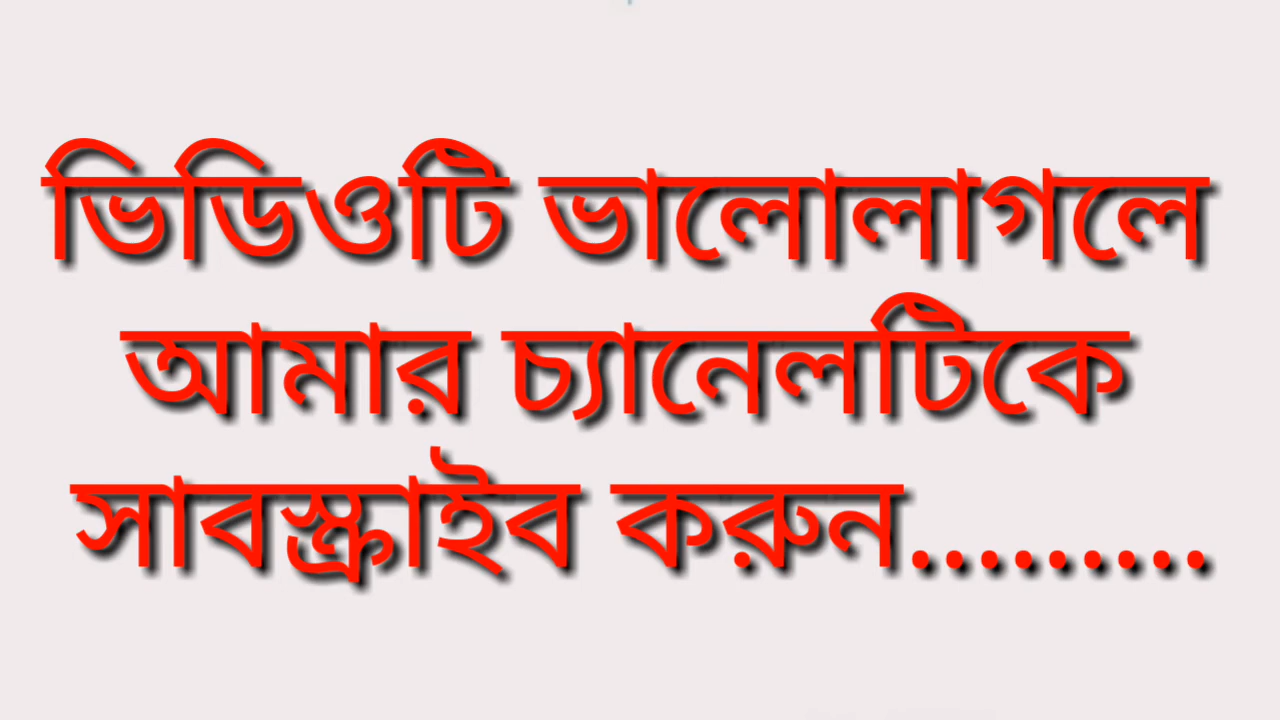 ভিডিওটি ভালোলাগলে
আমার চ্যানেলটিকে
সাবস্ক্রাইব করুন.........